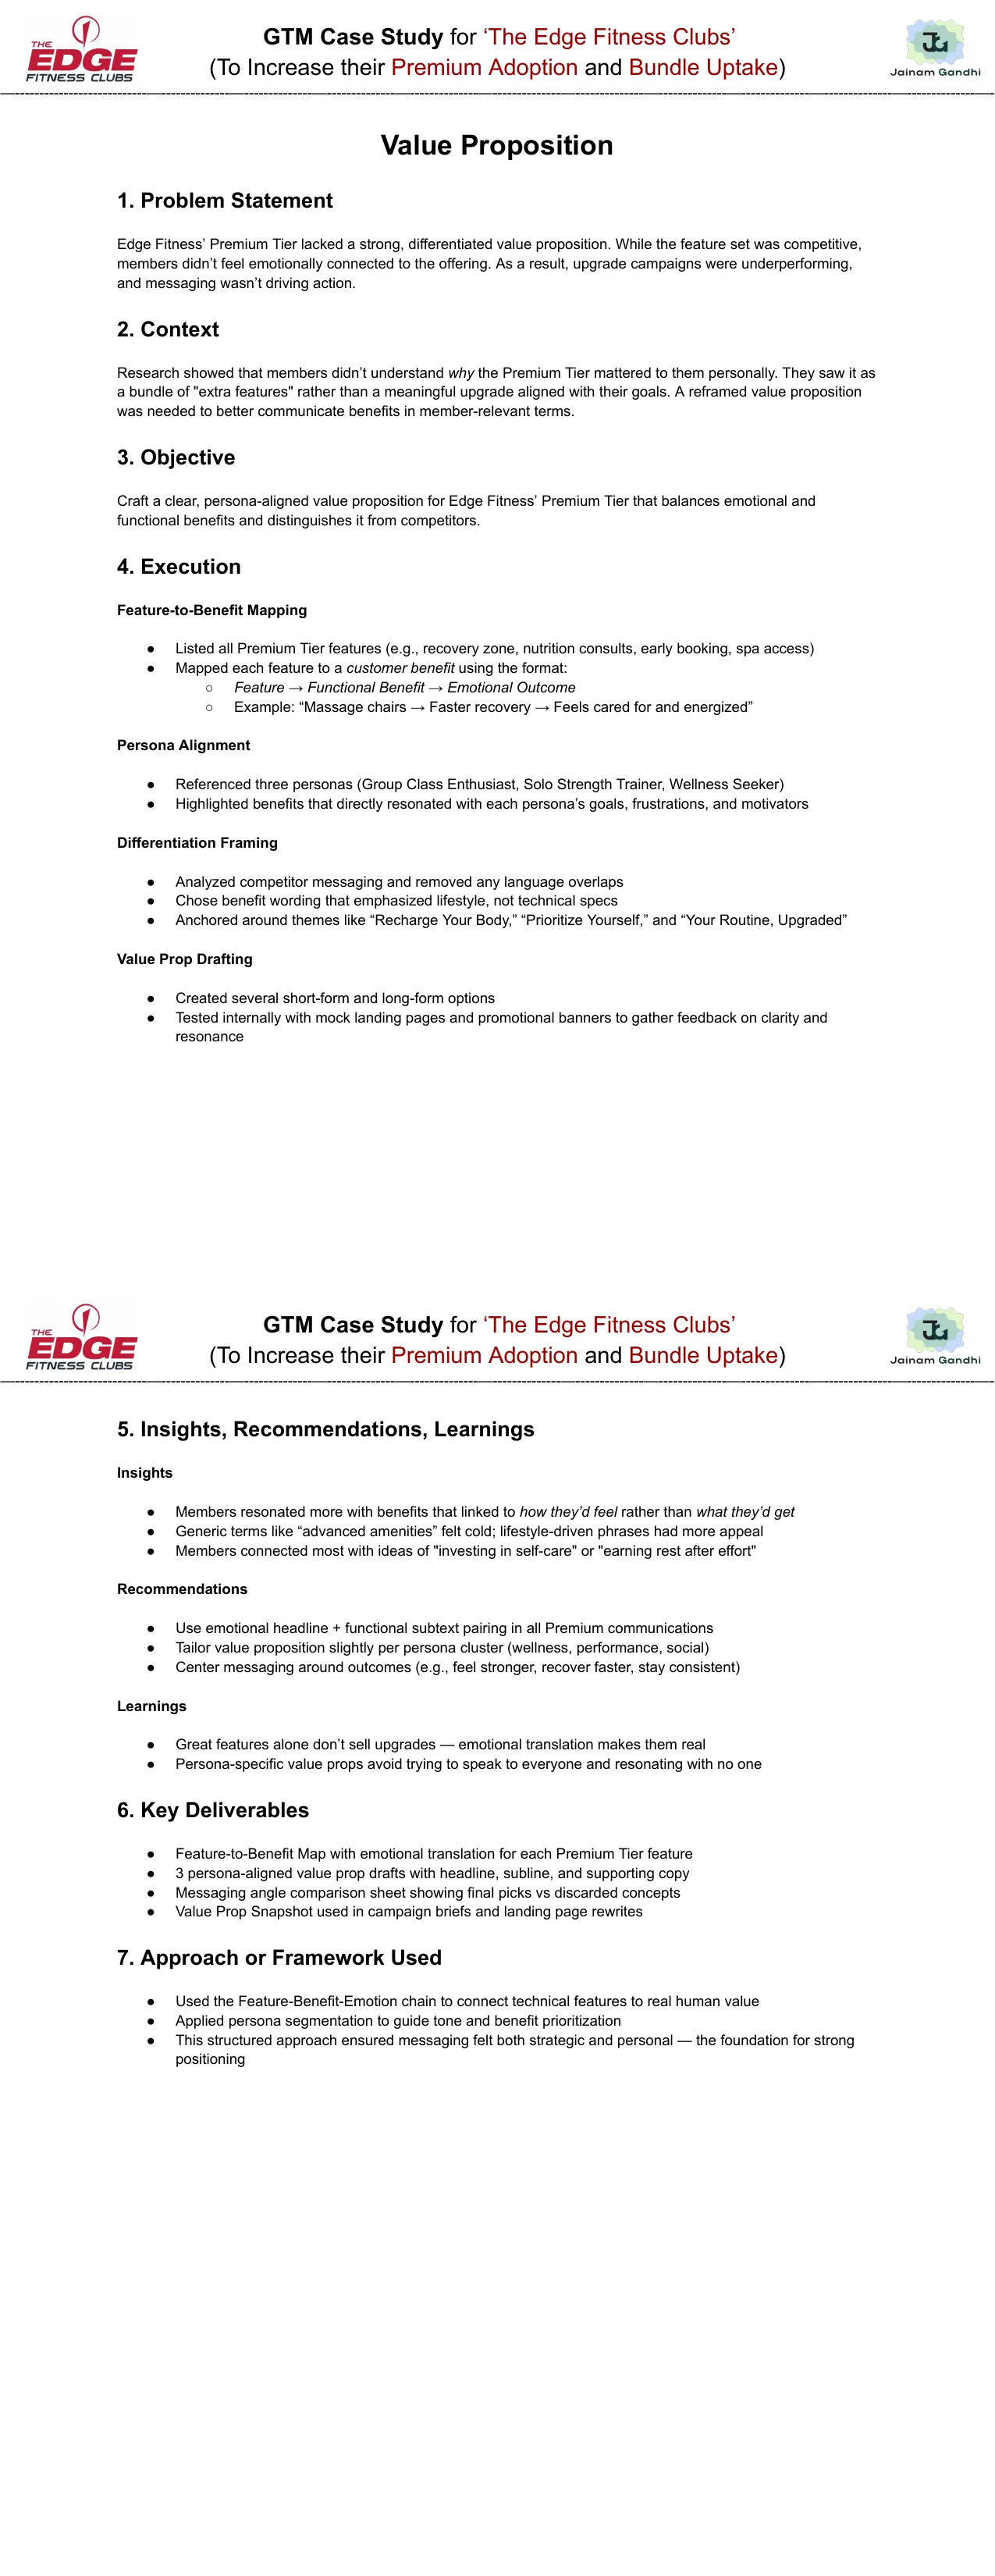 THE
EDGE
FITNESS CLUBS
GTM Case Study for ‘The Edge Fitness Clubs’
(To Increase their Premium Adoption and Bundle Uptake)
JG
Jainam Gandhi
Value Proposition
1. Problem Statement
Edge Fitness’ Premium Tier lacked a strong, differentiated value proposition. While the feature set was competitive,
members didn’t feel emotionally connected to the offering. As a result, upgrade campaigns were underperforming,
and messaging wasn’t driving action.
2. Context
Research showed that members didn’t understand why the Premium Tier mattered to them personally. They saw it as
a bundle of "extra features" rather than a meaningful upgrade aligned with their goals. A reframed value proposition
was needed to better communicate benefits in member-relevant terms.
3. Objective
Craft a clear, persona-aligned value proposition for Edge Fitness’ Premium Tier that balances emotional and
functional benefits and distinguishes it from competitors.
4. Execution
Feature-to-Benefit Mapping
● Listed all Premium Tier features (e.g., recovery zone, nutrition consults, early booking, spa access)
● Mapped each feature to a customer benefit using the format:
○ Feature → Functional Benefit → Emotional Outcome
○ Example: “Massage chairs → Faster recovery → Feels cared for and energized”
Persona Alignment
● Referenced three personas (Group Class Enthusiast, Solo Strength Trainer, Wellness Seeker)
● Highlighted benefits that directly resonated with each persona’s goals, frustrations, and motivators
Differentiation Framing
● Analyzed competitor messaging and removed any language overlaps
● Chose benefit wording that emphasized lifestyle, not technical specs
● Anchored around themes like “Recharge Your Body,” “Prioritize Yourself,” and “Your Routine, Upgraded”
Value Prop Drafting
● Created several short-form and long-form options
● Tested internally with mock landing pages and promotional banners to gather feedback on clarity and
resonance
THE
EDGE
FITNESS CLUBS
GTM Case Study for ‘The Edge Fitness Clubs’
(To Increase their Premium Adoption and Bundle Uptake)
JG
Jainam Gandhi
5. Insights, Recommendations, Learnings
Insights
● Members resonated more with benefits that linked to how they’d feel rather than what they’d get
● Generic terms like “advanced amenities” felt cold; lifestyle-driven phrases had more appeal
● Members connected most with ideas of "investing in self-care" or "earning rest after effort"
Recommendations
● Use emotional headline + functional subtext pairing in all Premium communications
● Tailor value proposition slightly per persona cluster (wellness, performance, social)
● Center messaging around outcomes (e.g., feel stronger, recover faster, stay consistent)
Learnings
● Great features alone don’t sell upgrades — emotional translation makes them real
● Persona-specific value props avoid trying to speak to everyone and resonating with no one
6. Key Deliverables
● Feature-to-Benefit Map with emotional translation for each Premium Tier feature
● 3 persona-aligned value prop drafts with headline, subline, and supporting copy
● Messaging angle comparison sheet showing final picks vs discarded concepts
● Value Prop Snapshot used in campaign briefs and landing page rewrites
7. Approach or Framework Used
● Used the Feature-Benefit-Emotion chain to connect technical features to real human value
● Applied persona segmentation to guide tone and benefit prioritization
● This structured approach ensured messaging felt both strategic and personal — the foundation for strong
positioning